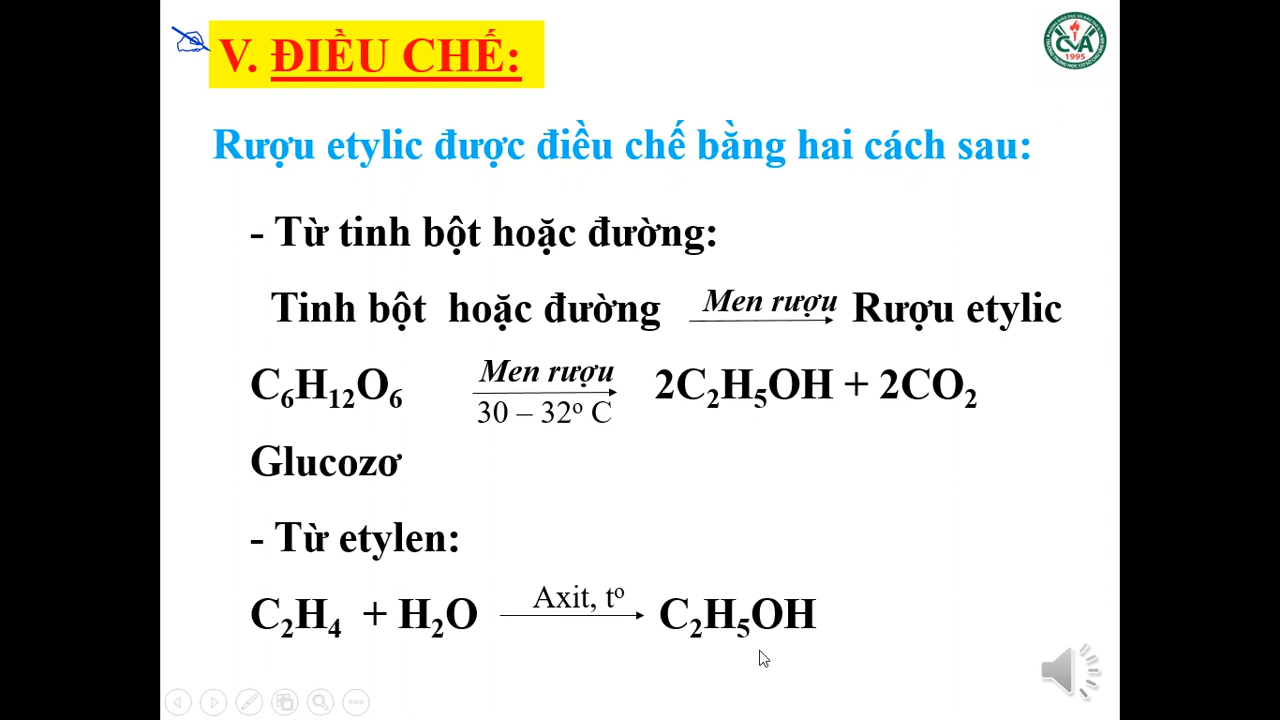 V. ĐIỀU CHẾ:
CVA
1995
Rượu etylic được điều chế bằng hai cách sau:
- Từ tinh bột hoặc đường:
Tinh bột hoặc đường Men rượu Rượu etylic
C₆H₁₂O₆ Men rượu 30 – 32º C 2C₂H₅OH + 2CO₂
Glucozơ
- Từ etylen:
C₂H₄ + H₂O Axit, tº C₂H₅OH